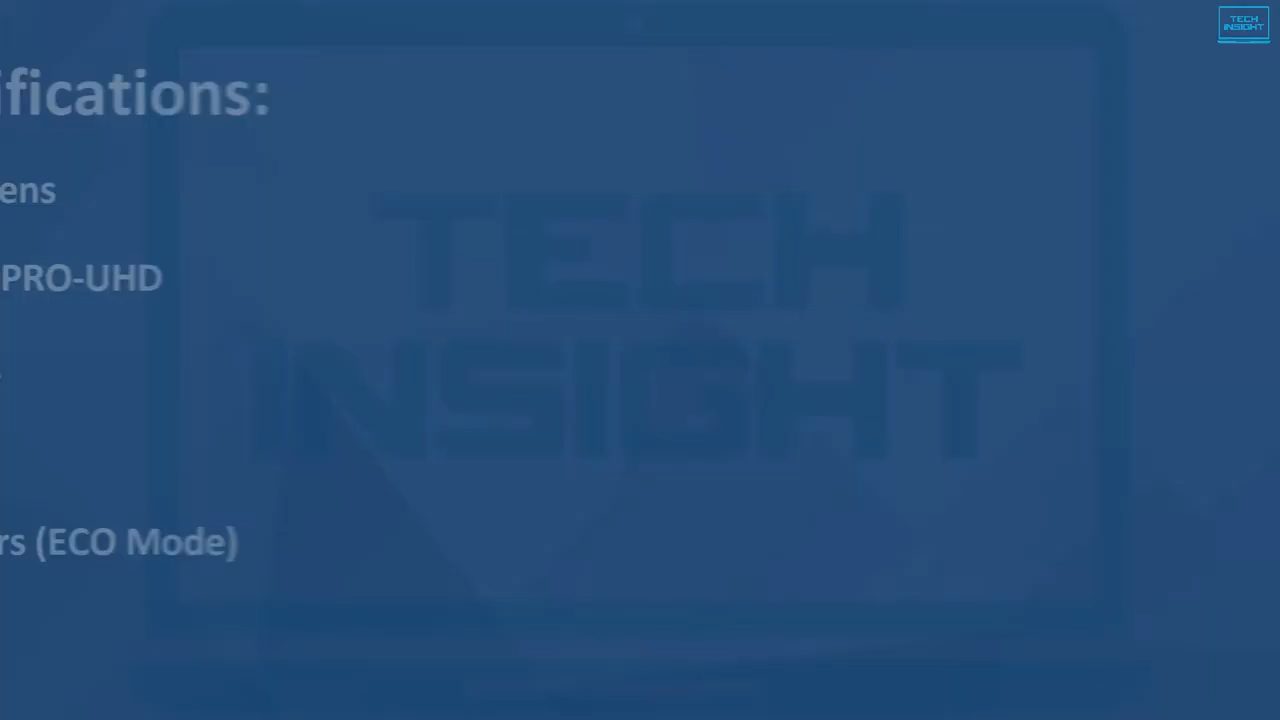 TECH
INSIGHT
ifications:
ens
PRO-UHD
rs (ECO Mode)
TECH
INSIGHT